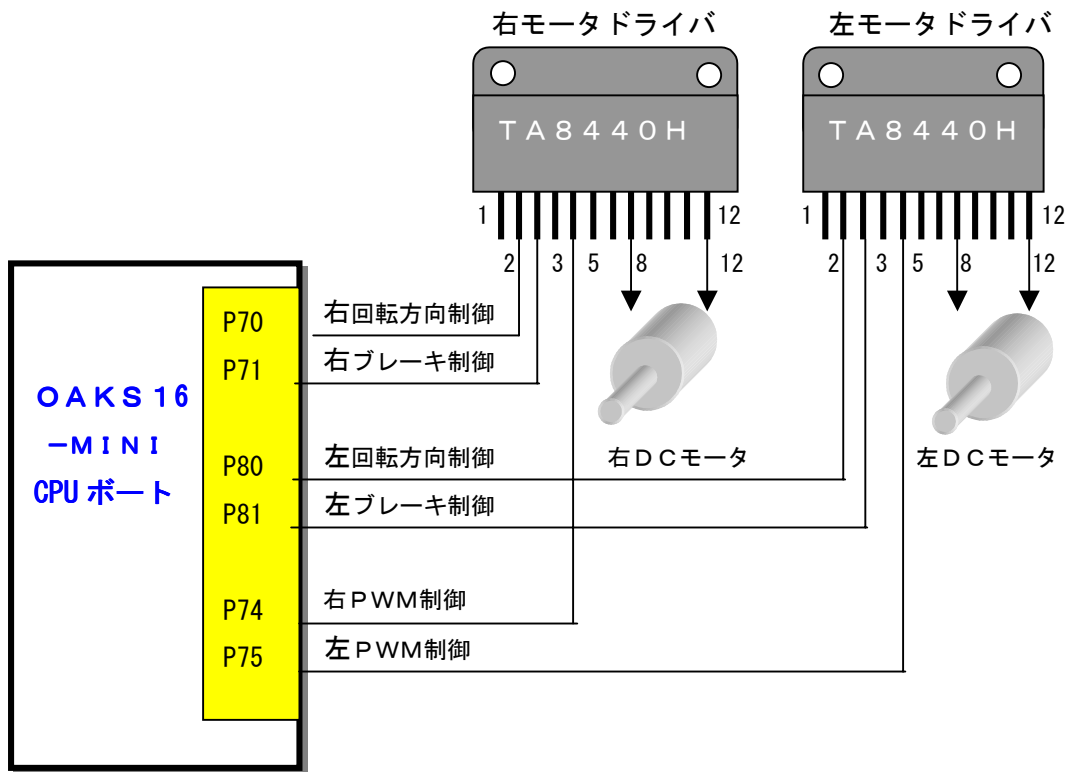 右モータドライバ 左モータドライバ
TA8440H TA8440H
1 12 1 12
2 3 5 8 12 2 3 5 8 12
P70 右回転方向制御
P71 右ブレーキ制御
OAKS16
-MINI
CPUボート
右DCモータ 左DCモータ
P80 左回転方向制御
P81 左ブレーキ制御
P74 右PWM制御
P75 左PWM制御